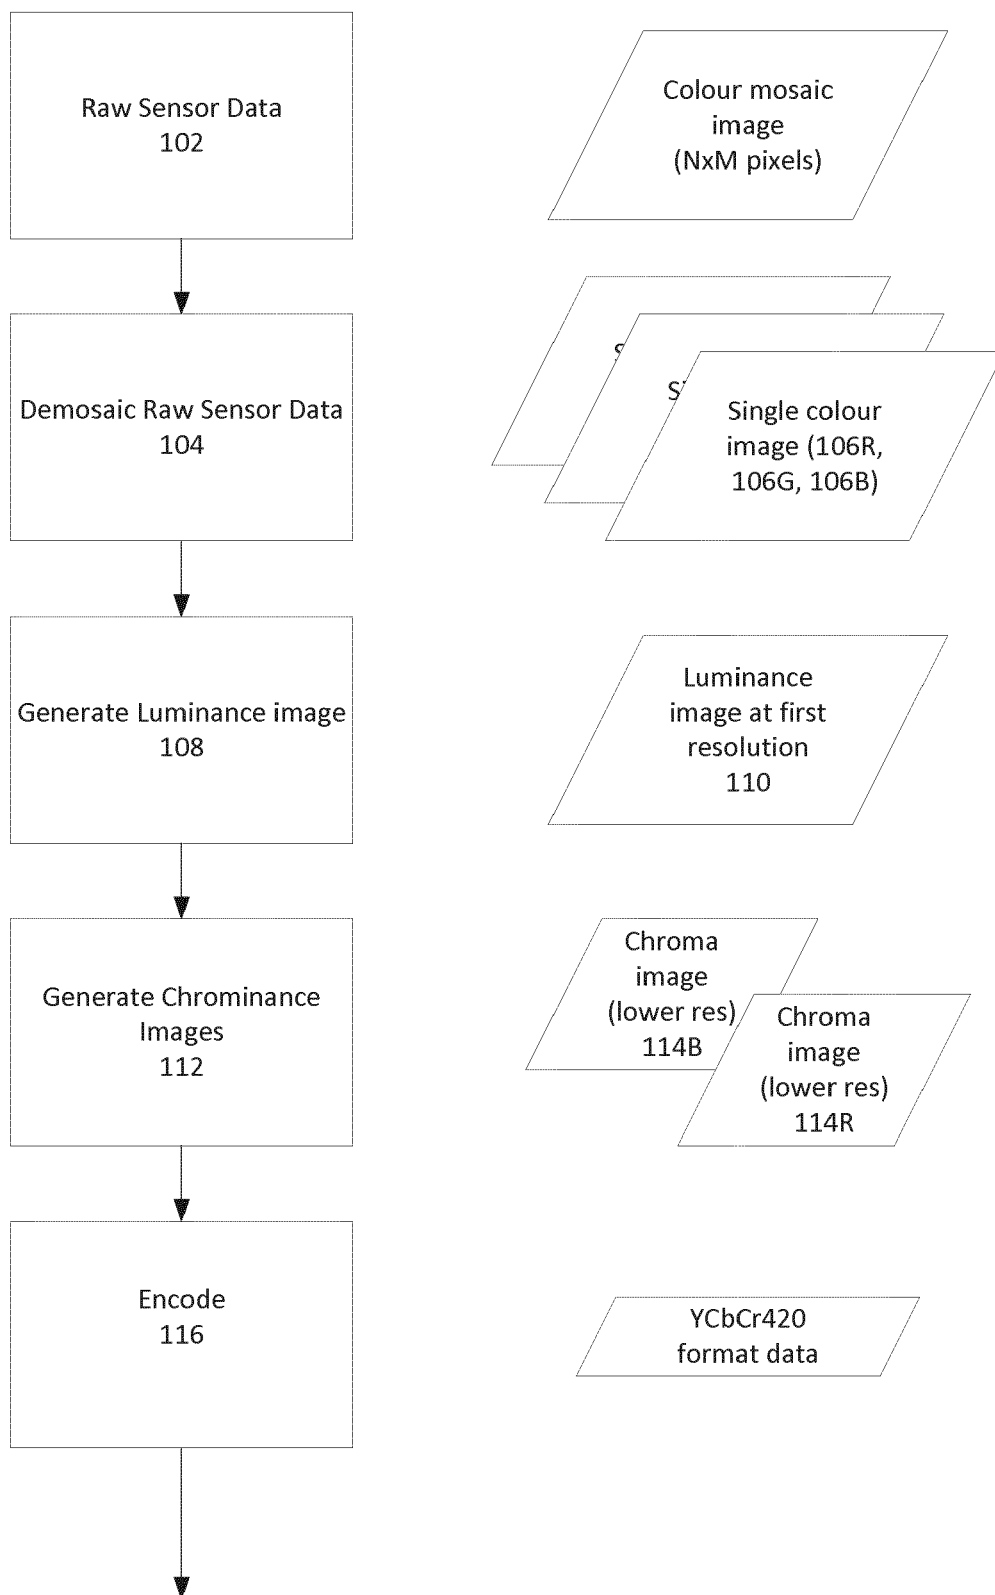 Raw Sensor Data
102
Colour mosaic
image
(NxM pixels)
Demosaic Raw Sensor Data
104
Single colour
image (106R,
106G, 106B)
Generate Luminance image
108
Luminance
image at first
resolution
110
Generate Chrominance
Images
112
Chroma
image
(lower res)
114B
Chroma
image
(lower res)
114R
Encode
116
YCbCr420
format data